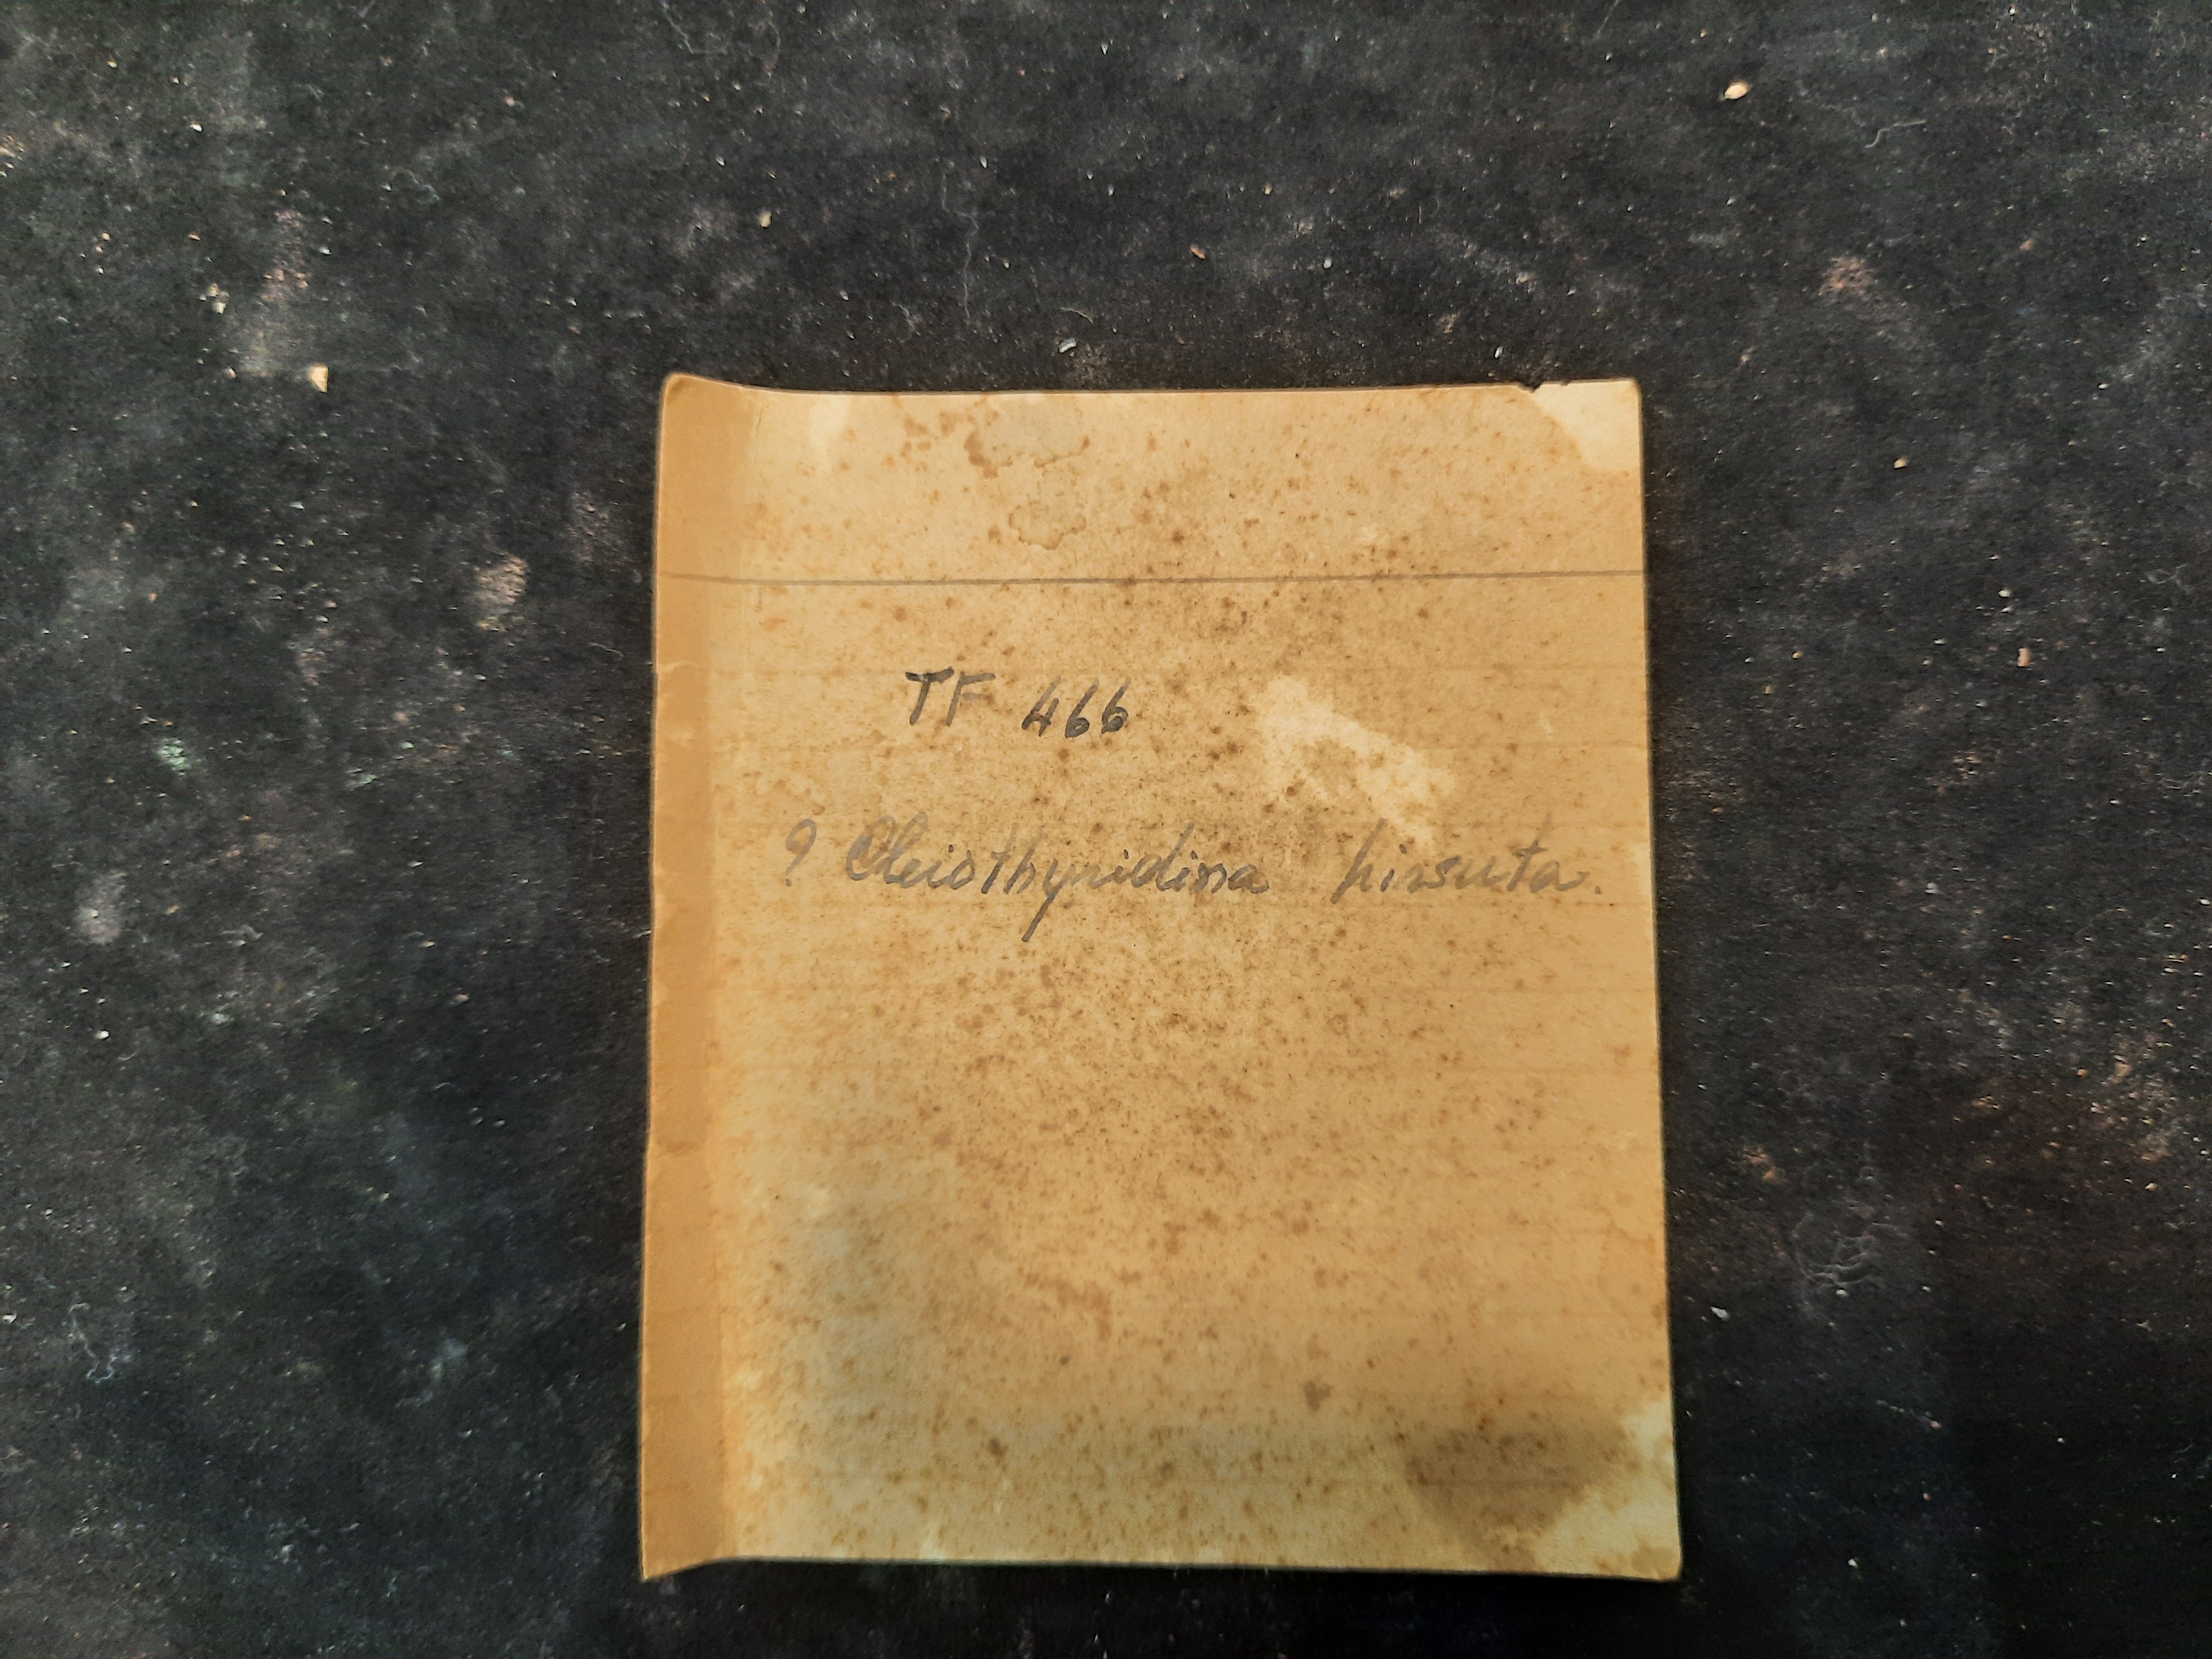 TF 466
? Cleiothyridina hirsuta.